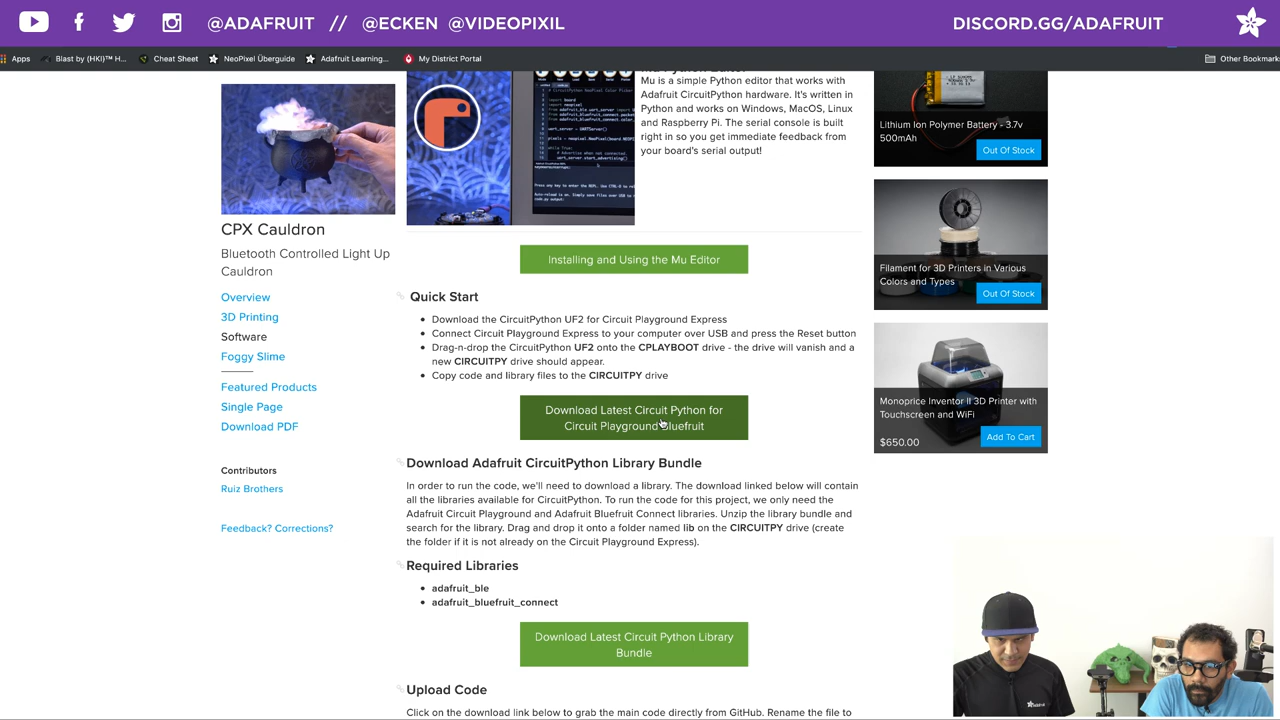 @ADAFRUIT // @ECKEN @VIDEOPIXIL
DISCORD.GG/ADAFRUIT
Apps
Blast by (HKI)™ H...
Cheat Sheet
NeoPixel Überguide
Adafruit Learning...
My District Portal
Other Bookmarks
CPX Cauldron
Bluetooth Controlled Light Up
Cauldron
Overview
3D Printing
Software
Foggy Slime
Featured Products
Single Page
Download PDF
Contributors
Ruiz Brothers
Feedback? Corrections?
Mu is a simple Python editor that works with
Adafruit CircuitPython hardware. It's written in
Python and works on Windows, MacOS, Linux
and Raspberry Pi. The serial console is built
right in so you get immediate feedback from
your board's serial output!
Installing and Using the Mu Editor
Quick Start
Download the CircuitPython UF2 for Circuit Playground Express
Connect Circuit Playground Express to your computer over USB and press the Reset button
Drag-n-drop the CircuitPython UF2 onto the CPLAYBOOT drive - the drive will vanish and a
new CIRCUITPY drive should appear.
Copy code and library files to the CIRCUITPY drive
Download Latest Circuit Python for
Circuit Playground Bluefruit
Download Adafruit CircuitPython Library Bundle
In order to run the code, we'll need to download a library. The download linked below will contain
all the libraries available for CircuitPython. To run the code for this project, we only need the
Adafruit Circuit Playground and Adafruit Bluefruit Connect libraries. Unzip the library bundle and
search for the library. Drag and drop it onto a folder named lib on the CIRCUITPY drive (create
the folder if it is not already on the Circuit Playground Express).
Required Libraries
adafruit_ble
adafruit_bluefruit_connect
Download Latest Circuit Python Library
Bundle
Upload Code
Click on the download link below to grab the main code directly from GitHub. Rename the file to
Lithium Ion Polymer Battery - 3.7v
500mAh
Out Of Stock
Filament for 3D Printers in Various
Colors and Types
Out Of Stock
Monoprice Inventor II 3D Printer with
Touchscreen and WiFi
$650.00
Add To Cart